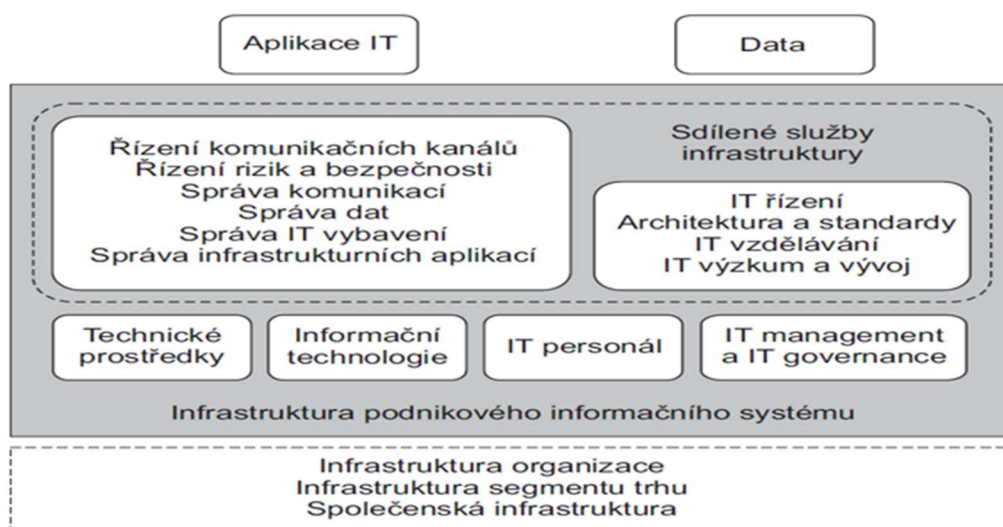 Aplikace IT
Data
Řízení komunikačních kanálů
Řízení rizik a bezpečnosti
Správa komunikací
Správa dat
Správa IT vybavení
Správa infrastrukturních aplikací
Sdílené služby
infrastruktury
IT řízení
Architektura a standardy
IT vzdělávání
IT výzkum a vývoj
Technické
prostředky
Informační
technologie
IT personál
IT management
a IT governance
Infrastruktura podnikového informačního systému
Infrastruktura organizace
Infrastruktura segmentu trhu
Společenská infrastruktura